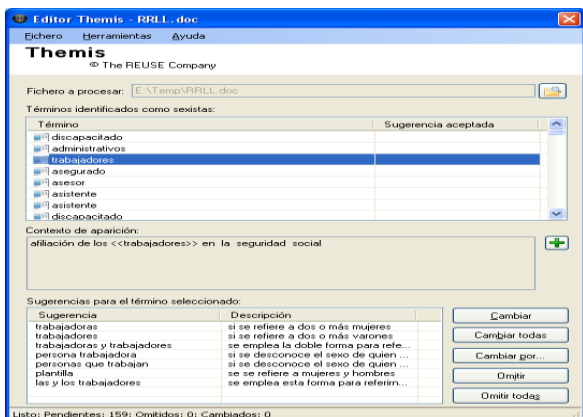 Editor Themis - RRLL.doc
Fichero Herramientas Ayuda
Themis
© The REUSE Company
Fichero a procesar: E:\Temp\RRLL.doc
Términos identificados como sexistas:
Término Sugerencia aceptada
discapacitado
administrativos
trabajadores
asegurado
asesor
asistente
asistente
discapacitado
Contexto de aparición:
afiliación de los <<trabajadores>> en la seguridad social
Sugerencias para el término seleccionado:
Sugerencia Descripción
trabajadoras si se refiere a dos o más mujeres
trabajadores si se refiere a dos o más varones
trabajadoras y trabajadores se emplea la doble forma para refe...
persona trabajadora si se desconoce el sexo de quien ...
personas que trabajan si se desconoce el sexo de quien ...
plantilla se se refiere a mujeres y hombres
las y los trabajadores se emplea esta forma para referirn...
Cambiar
Cambiar todas
Cambiar por...
Omitir
Omitir todas
Listo: Pendientes: 159; Omitidos: 0; Cambiados: 0